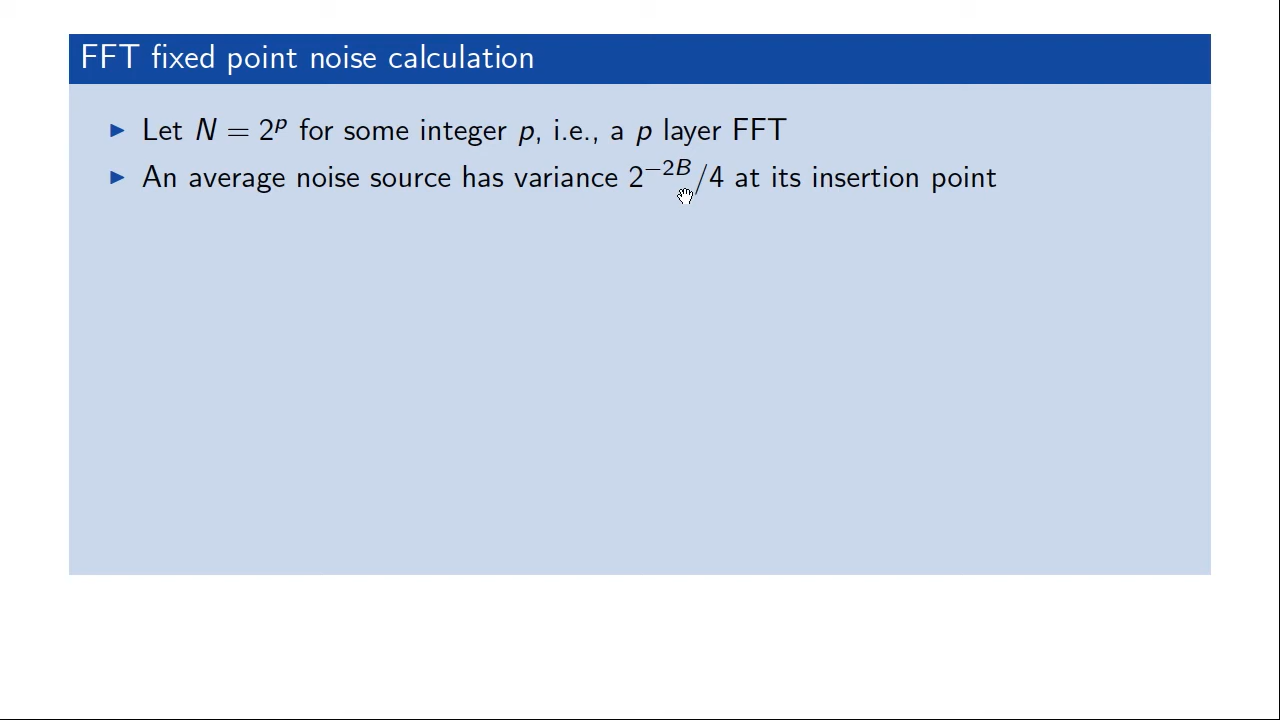 FFT fixed point noise calculation
▶ Let N = 2^p for some integer p, i.e., a p layer FFT
▶ An average noise source has variance 2^{−2B}/4 at its insertion point